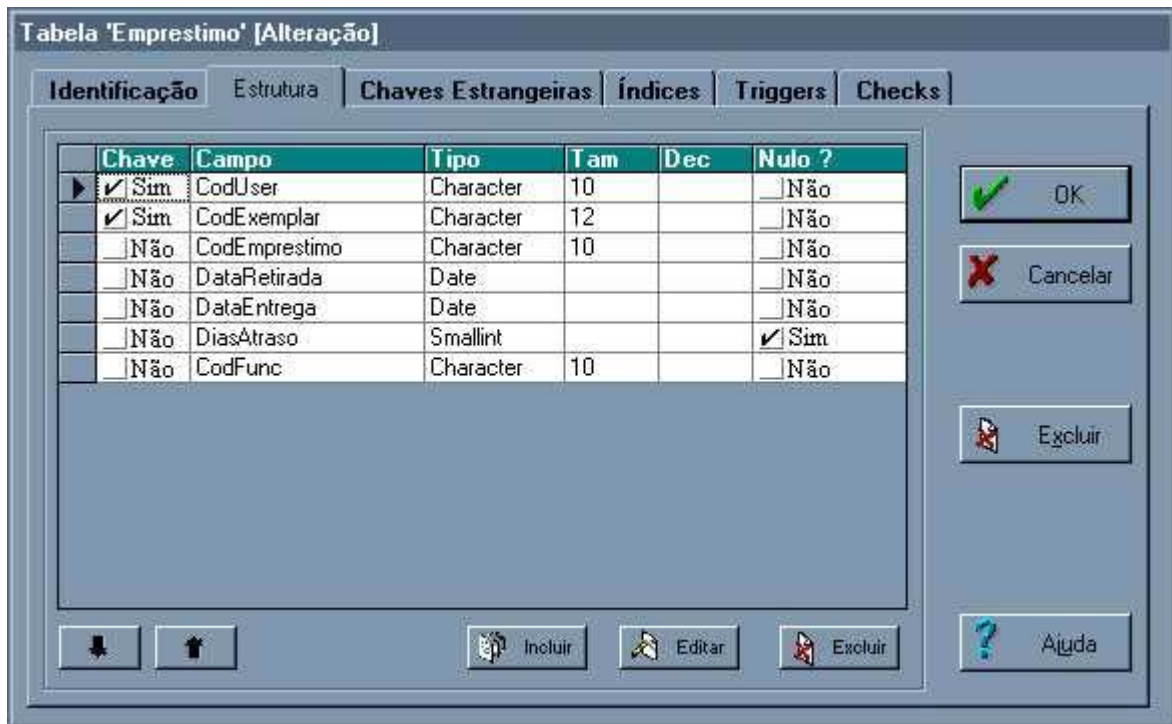 Tabela 'Emprestimo' [Alteração]
Identificação Estrutura Chaves Estrangeiras Índices Triggers Checks
Chave Campo Tipo Tam Dec Nulo ?
Sim CodUser Character 10 Não
Sim CodExemplar Character 12 Não
Não CodEmprestimo Character 10 Não
Não DataRetirada Date Não
Não DataEntrega Date Não
Não DiasAtraso Smallint Sim
Não CodFunc Character 10 Não
OK
Cancelar
Excluir
Incluir Editar Excluir
Ajuda